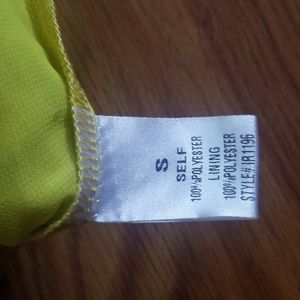 S
SELF
100%POLYESTER
LINING
100%POLYESTER
STYLE# IR1196